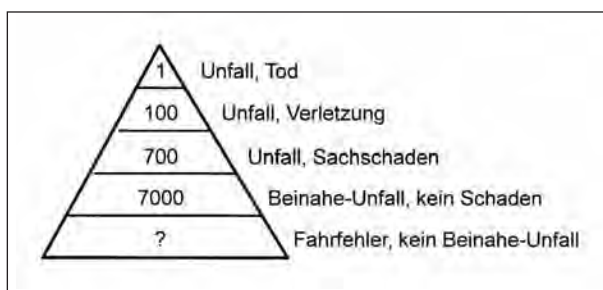 1 Unfall, Tod
100 Unfall, Verletzung
700 Unfall, Sachschaden
7000 Beinahe-Unfall, kein Schaden
? Fahrfehler, kein Beinahe-Unfall